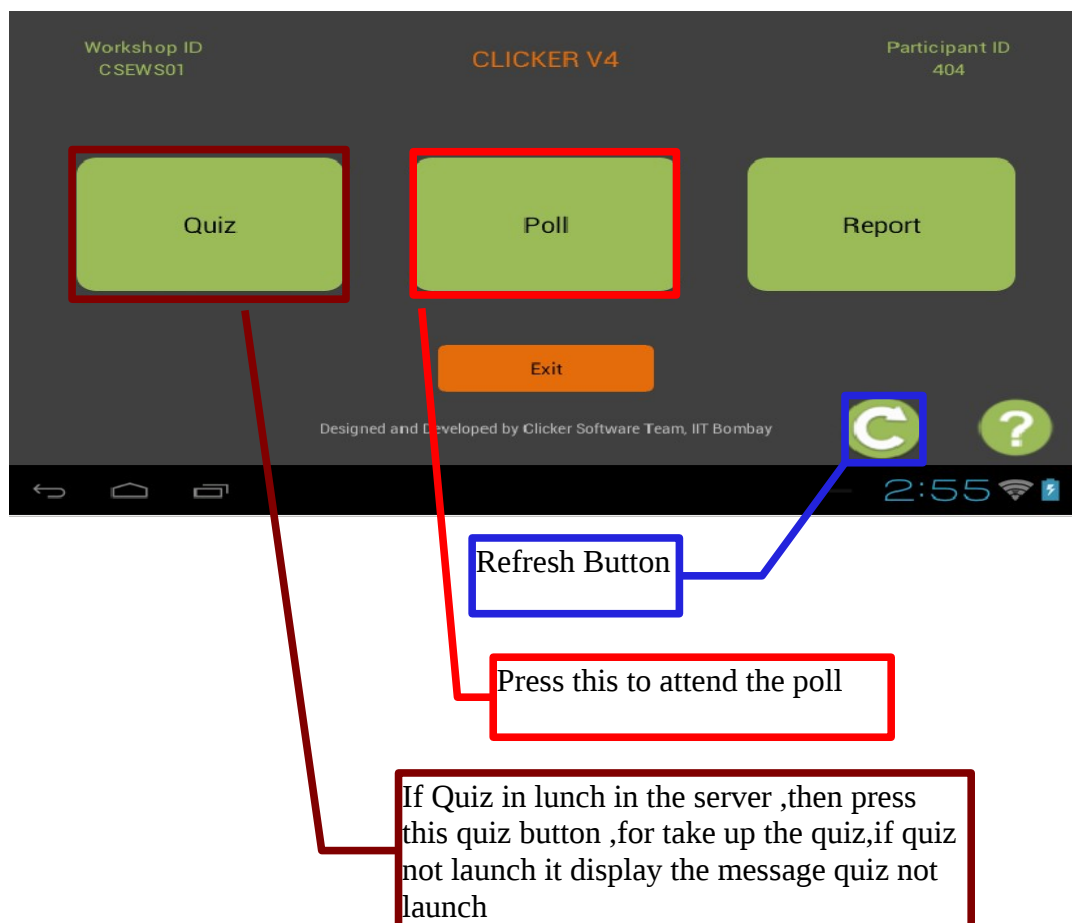 Workshop ID
CSEWS01
CLICKER V4
Participant ID
404
Quiz
Poll
Report
Exit
Designed and Developed by Clicker Software Team, IIT Bombay
?
2:55
Refresh Button
Press this to attend the poll
If Quiz in lunch in the server ,then press
this quiz button ,for take up the quiz,if quiz
not launch it display the message quiz not
launch